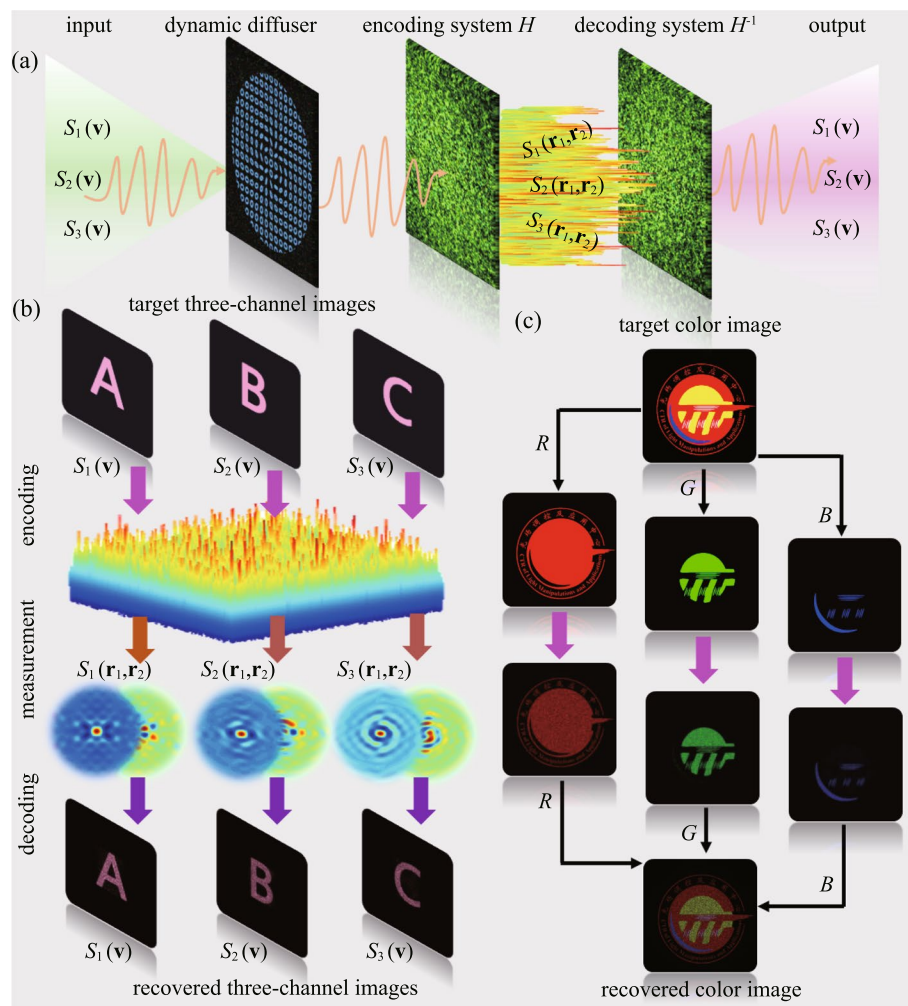 input dynamic diffuser encoding system H decoding system H⁻¹ output
(a)
S₁(v)
S₂(v)
S₃(v)
S₁(r₁,r₂)
S₂(r₁,r₂)
S₃(r₁,r₂)
S₁(v)
S₂(v)
S₃(v)
(b)
target three-channel images
A B C
S₁(v) S₂(v) S₃(v)
encoding
measurement
S₁(r₁,r₂) S₂(r₁,r₂) S₃(r₁,r₂)
decoding
A B C
S₁(v) S₂(v) S₃(v)
recovered three-channel images
(c)
target color image
R
G
B
R
G
B
recovered color image